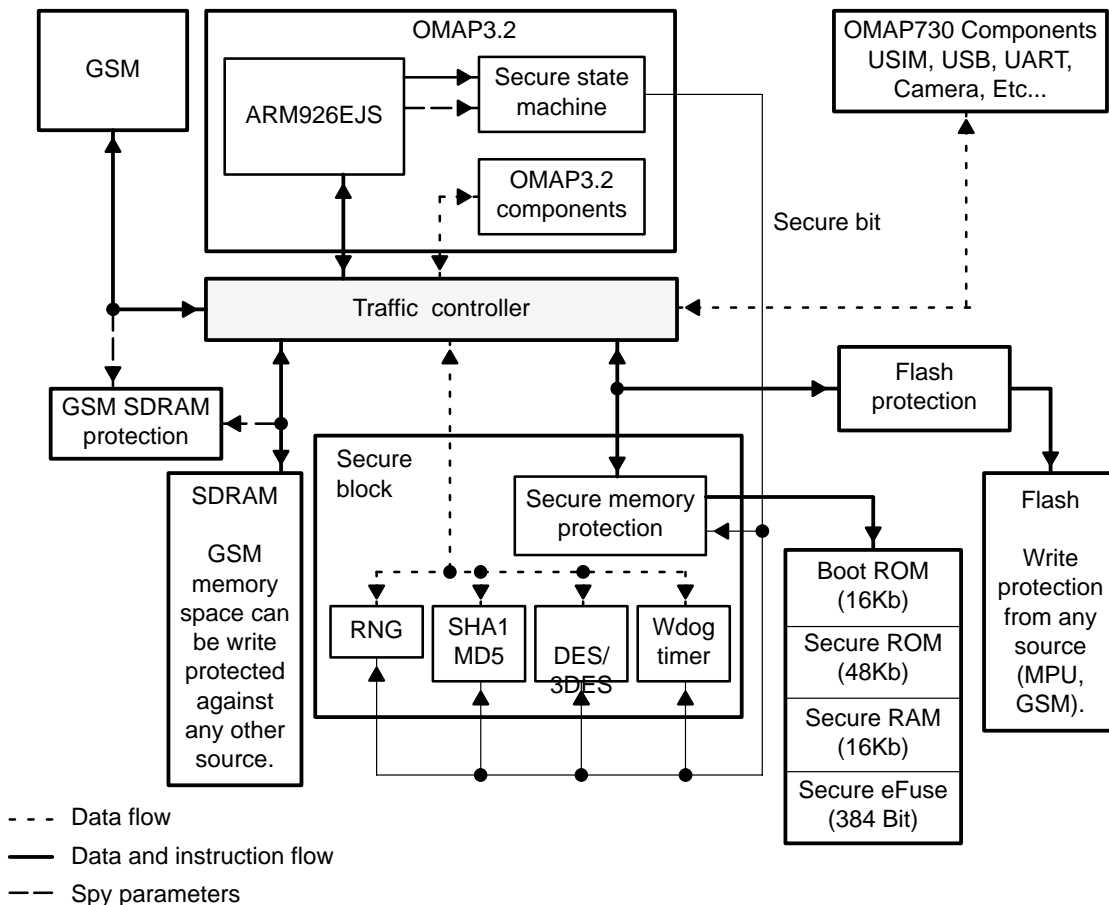 GSM
OMAP3.2
ARM926EJS
Secure state
machine
OMAP3.2
components
OMAP730 Components
USIM, USB, UART,
Camera, Etc...
Secure bit
Traffic controller
GSM SDRAM
protection
Flash
protection
SDRAM
GSM
memory
space can
be write
protected
against
any other
source.
Secure
block
Secure memory
protection
RNG
SHA1
MD5
DES/
3DES
Wdog
timer
Boot ROM
(16Kb)
Secure ROM
(48Kb)
Secure RAM
(16Kb)
Secure eFuse
(384 Bit)
Flash
Write
protection
from any
source
(MPU,
GSM).
Data flow
Data and instruction flow
Spy parameters